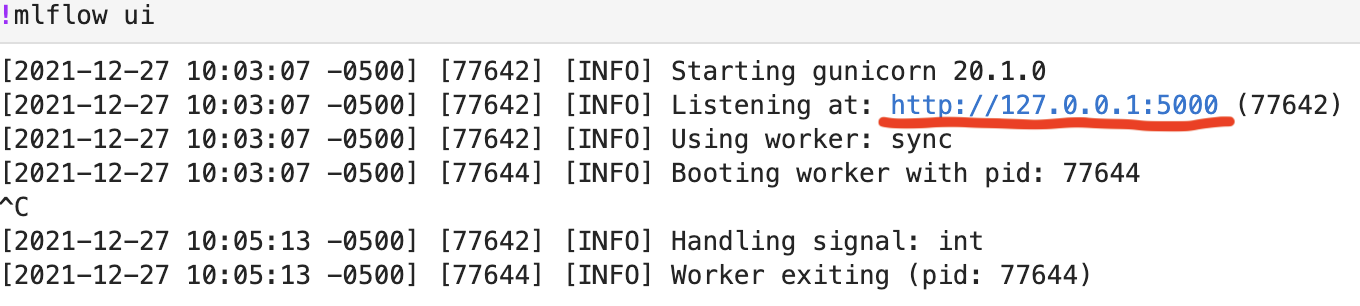 !mlflow ui
[2021-12-27 10:03:07 -0500] [77642] [INFO] Starting gunicorn 20.1.0
[2021-12-27 10:03:07 -0500] [77642] [INFO] Listening at: http://127.0.0.1:5000 (77642)
[2021-12-27 10:03:07 -0500] [77642] [INFO] Using worker: sync
[2021-12-27 10:03:07 -0500] [77644] [INFO] Booting worker with pid: 77644
^C
[2021-12-27 10:05:13 -0500] [77642] [INFO] Handling signal: int
[2021-12-27 10:05:13 -0500] [77644] [INFO] Worker exiting (pid: 77644)